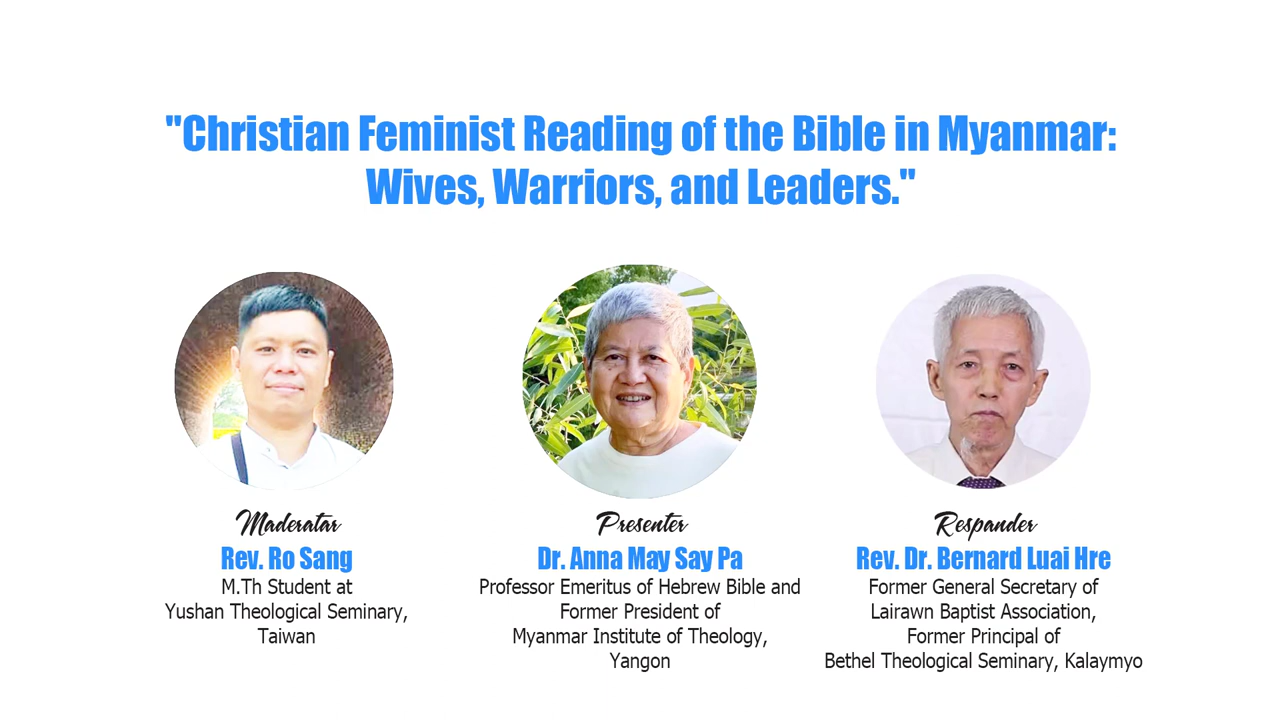 "Christian Feminist Reading of the Bible in Myanmar:
Wives, Warriors, and Leaders."
Maderatar
Rev. Ro Sang
M.Th Student at
Yushan Theological Seminary,
Taiwan
Presenter
Dr. Anna May Say Pa
Professor Emeritus of Hebrew Bible and
Former President of
Myanmar Institute of Theology,
Yangon
Respander
Rev. Dr. Bernard Luai Hre
Former General Secretary of
Lairawn Baptist Association,
Former Principal of
Bethel Theological Seminary, Kalaymyo